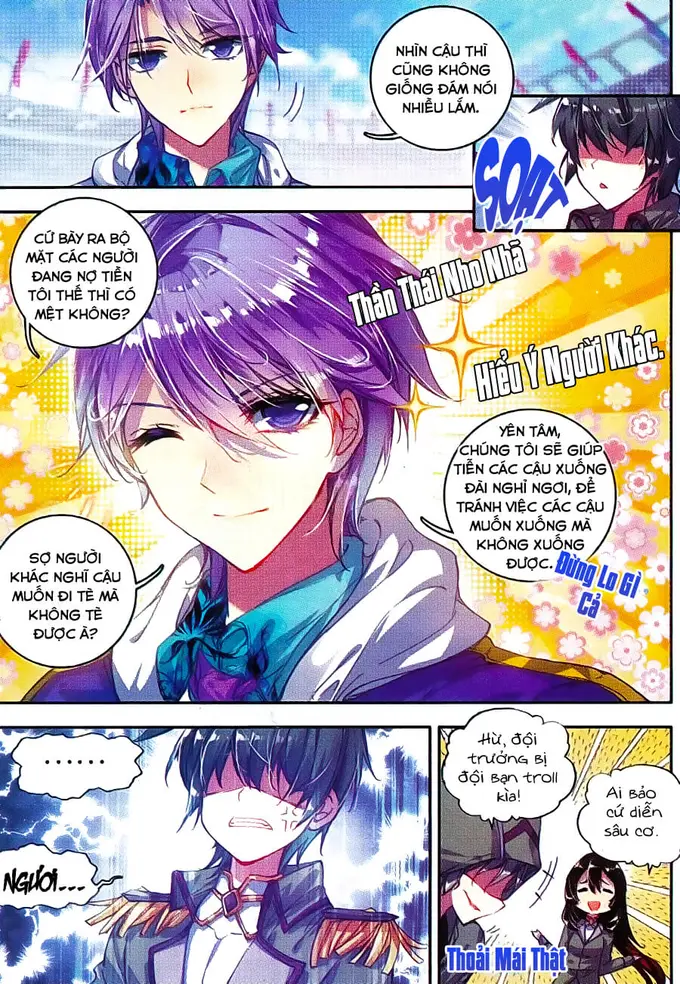 NHÌN CẬU THÌ
CŨNG KHÔNG
GIỐNG ĐÁM NÓI
NHIỀU LẮM.
SOẠT
CỨ BÀY RA BỘ
MẶT CÁC NGƯỜI
ĐANG NỢ TIỀN
TÔI THẾ THÌ CÓ
MỆT KHÔNG?
Thần Thái Nho Nhã
Hiểu Ý Người Khác.
YÊN TÂM,
CHÚNG TÔI SẼ GIÚP
TIỄN CÁC CẬU XUỐNG
ĐÀI NGHỈ NGƠI, ĐỂ
TRÁNH VIỆC CÁC CẬU
MUỐN XUỐNG MÀ
KHÔNG XUỐNG
ĐƯỢC.
Đừng Lo Gì
Cả
SỢ NGƯỜI
KHÁC NGHĨ CẬU
MUỐN ĐI TÈ MÀ
KHÔNG TÈ
ĐƯỢC À?
......
NGƯƠI...
Hừ, đội
trưởng bị
đội bạn troll
kìa!
Ai bảo
cứ diễn
sâu cơ.
Thoải Mái Thật